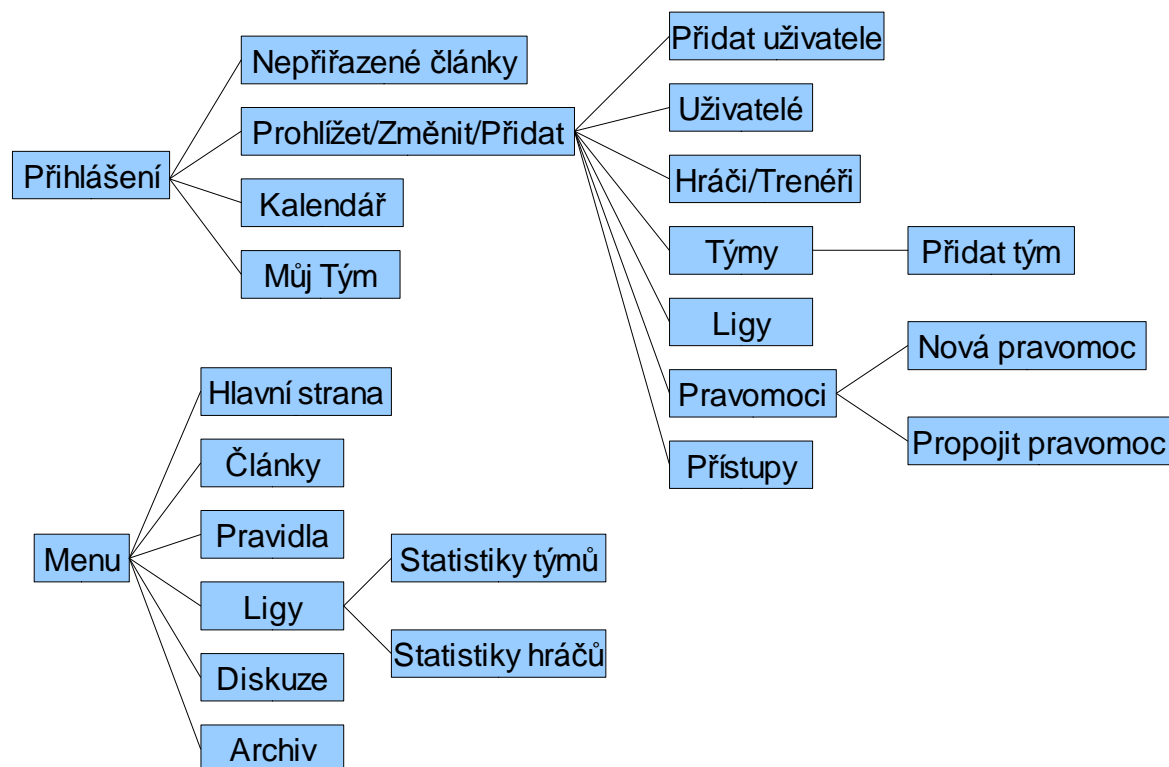 Přihlášení
Nepřiřazené články
Prohlížet/Změnit/Přidat
Kalendář
Můj Tým
Přidat uživatele
Uživatelé
Hráči/Trenéři
Týmy
Přidat tým
Ligy
Pravomoci
Nová pravomoc
Propojit pravomoc
Přístupy
Menu
Hlavní strana
Články
Pravidla
Ligy
Statistiky týmů
Statistiky hráčů
Diskuze
Archiv